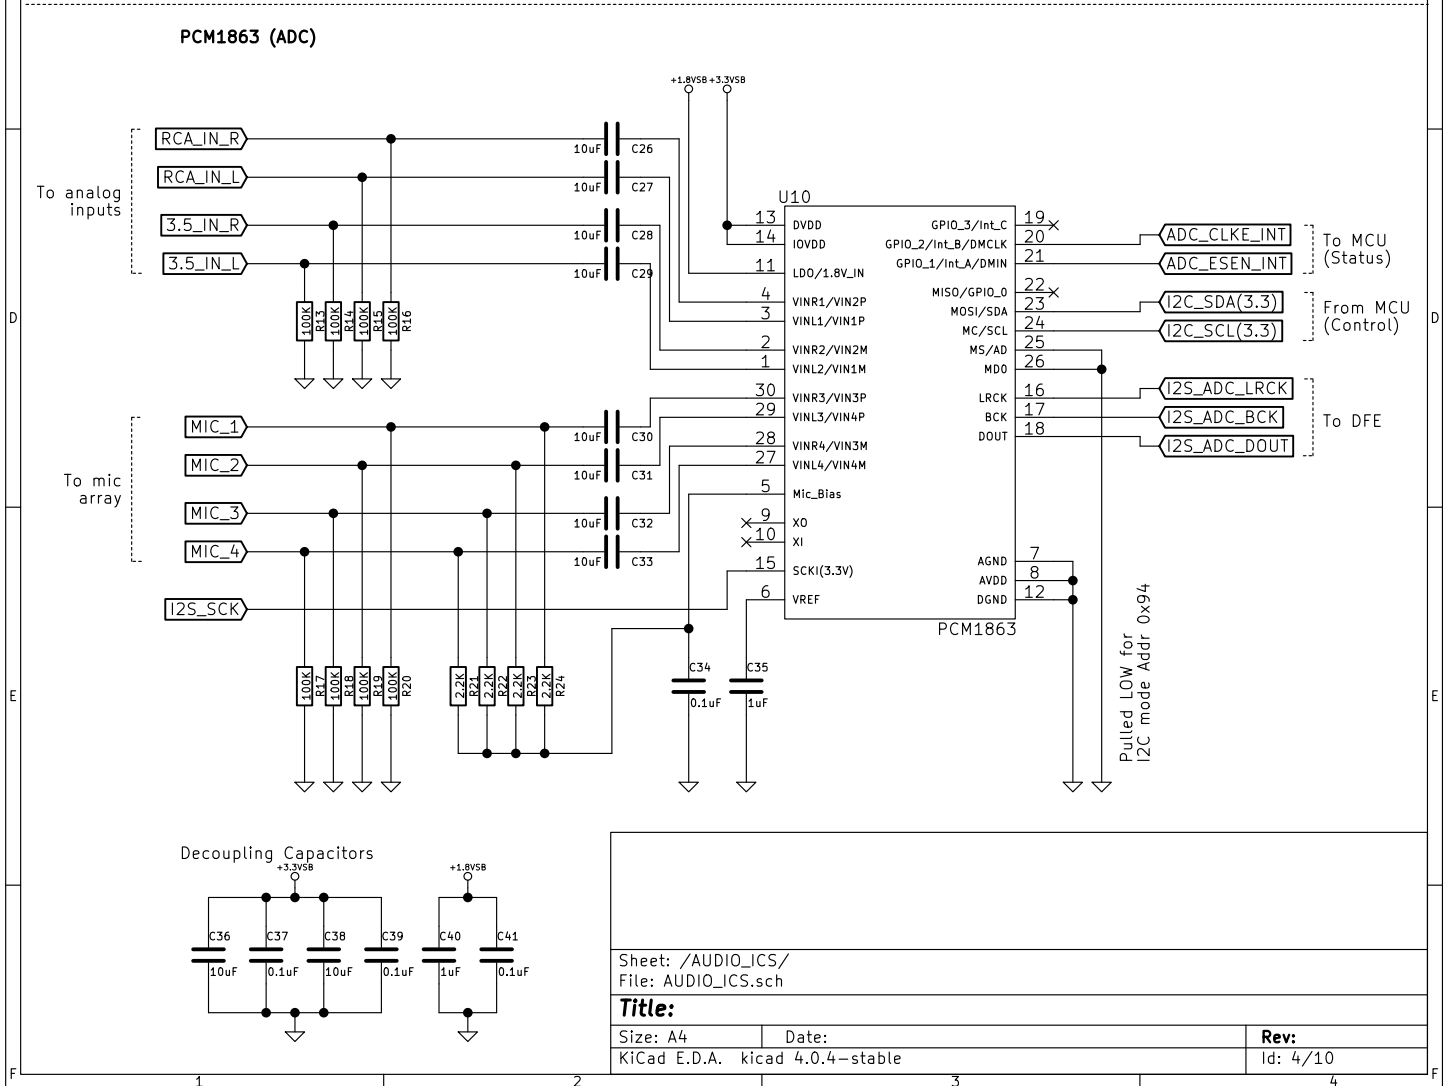 PCM1863 (ADC)
+1.8VSB +3.3VSB
To analog
inputs
RCA_IN_R
RCA_IN_L
3.5_IN_R
3.5_IN_L
10uF C26
10uF C27
10uF C28
10uF C29
100K R13
100K R14
100K R15
100K R16
To mic
array
MIC_1
MIC_2
MIC_3
MIC_4
I2S_SCK
10uF C30
10uF C31
10uF C32
10uF C33
100K R17
100K R18
100K R19
100K R20
2.2K R21
2.2K R22
2.2K R23
2.2K R24
C34
0.1uF
C35
1uF
U10
13 DVDD
14 IOVDD
11 LDO/1.8V_IN
4 VINR1/VIN2P
3 VINL1/VIN1P
2 VINR2/VIN2M
1 VINL2/VIN1M
30 VINR3/VIN3P
29 VINL3/VIN4P
28 VINR4/VIN3M
27 VINL4/VIN4M
5 Mic_Bias
9 XO
10 XI
15 SCKI(3.3V)
6 VREF
GPIO_3/Int_C 19
GPIO_2/Int_B/DMCLK 20
GPIO_1/Int_A/DMIN 21
MISO/GPIO_0 22
MOSI/SDA 23
MC/SCL 24
MS/AD 25
MD0 26
LRCK 16
BCK 17
DOUT 18
AGND 7
AVDD 8
DGND 12
PCM1863
ADC_CLKE_INT
ADC_ESEN_INT
To MCU
(Status)
I2C_SDA(3.3)
I2C_SCL(3.3)
From MCU
(Control)
I2S_ADC_LRCK
I2S_ADC_BCK
I2S_ADC_DOUT
To DFE
Pulled LOW for
I2C mode Addr 0x94
Decoupling Capacitors
+3.3VSB
+1.8VSB
C36
10uF
C37
0.1uF
C38
10uF
C39
0.1uF
C40
1uF
C41
0.1uF
Sheet: /AUDIO_ICS/
File: AUDIO_ICS.sch
Title:
Size: A4 Date: Rev:
KiCad E.D.A. kicad 4.0.4-stable Id: 4/10
D
D
E
E
F
F
1 2 3 4